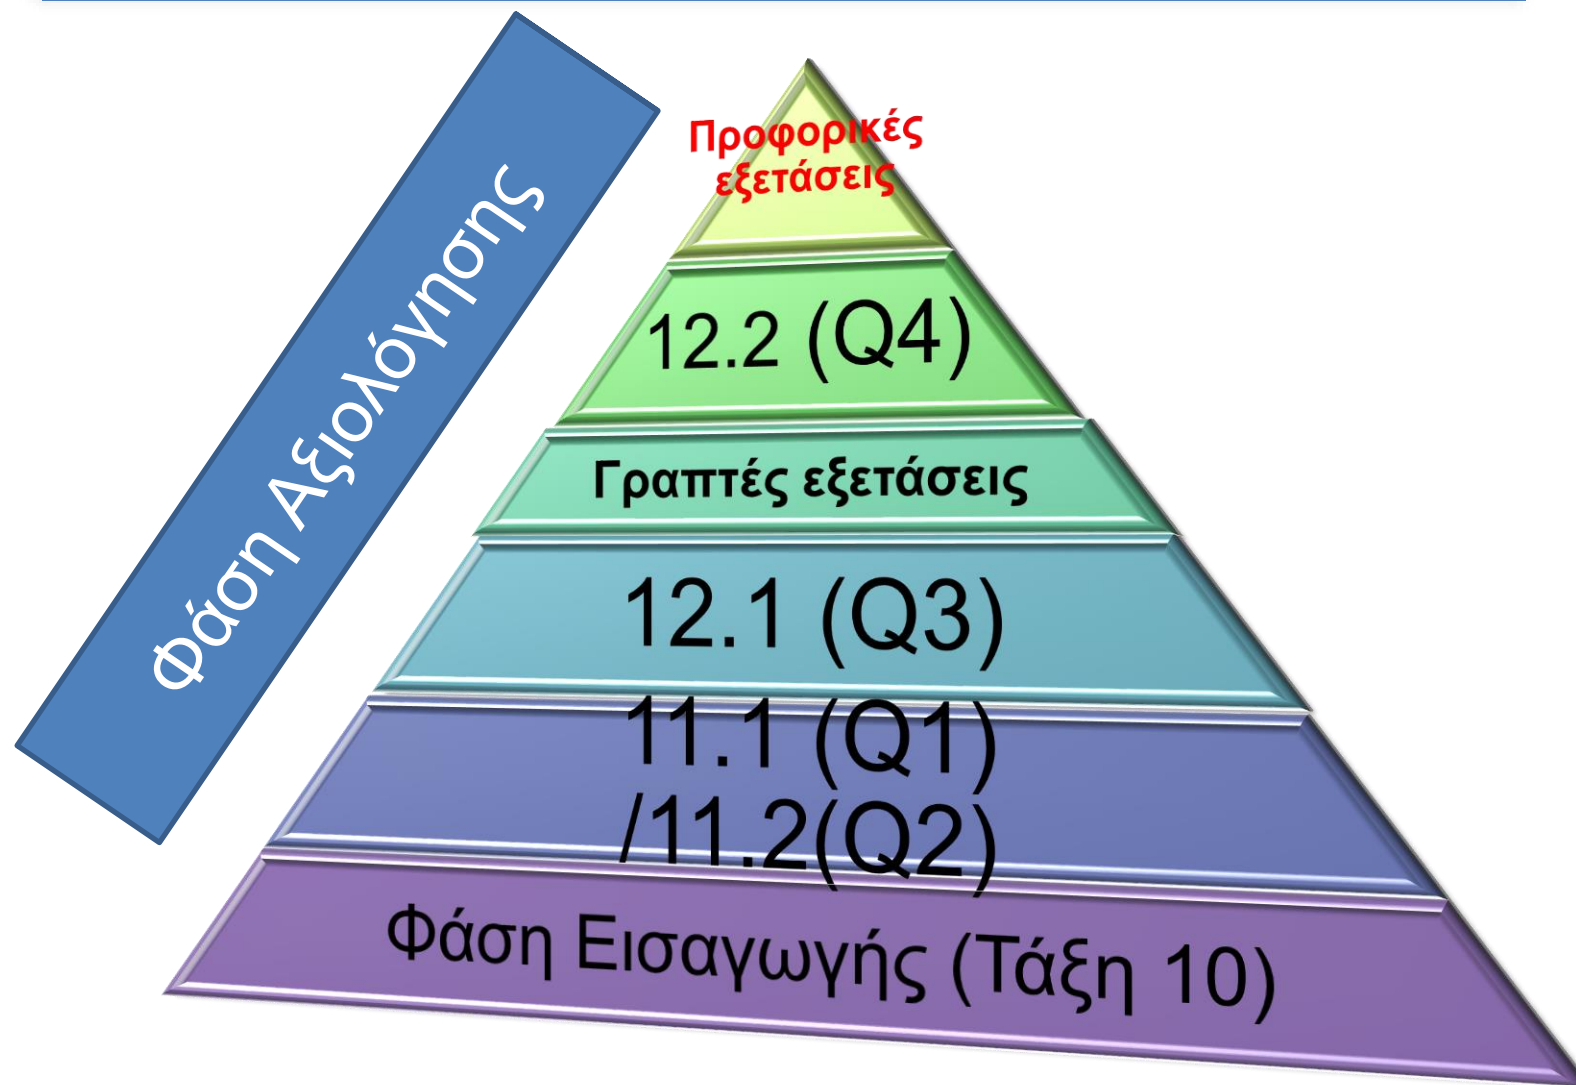 Φάση Αξιολόγησης
Προφορικές
εξετάσεις
12.2 (Q4)
Γραπτές εξετάσεις
12.1 (Q3)
11.1 (Q1)
/11.2(Q2)
Φάση Εισαγωγής (Τάξη 10)